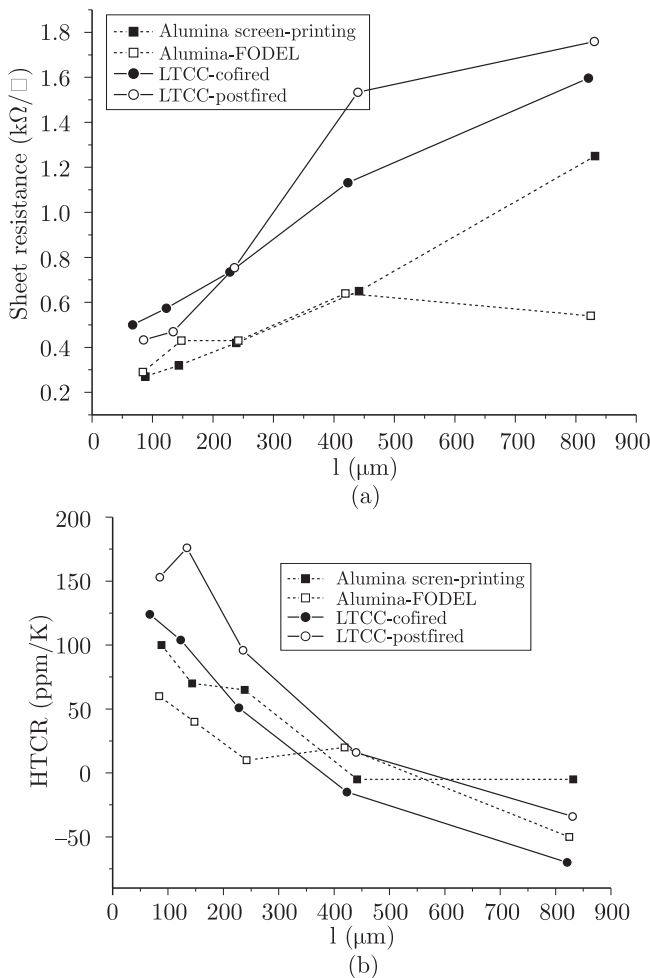 Alumina screen-printing
Alumina-FODEL
LTCC-cofired
LTCC-postfired
Sheet resistance (kΩ/□)
1.8
1.6
1.4
1.2
1.0
0.8
0.6
0.4
0.2
0 100 200 300 400 500 600 700 800 900
l (μm)
(a)
Alumina scren-printing
Alumina-FODEL
LTCC-cofired
LTCC-postfired
HTCR (ppm/K)
200
150
100
50
0
−50
0 100 200 300 400 500 600 700 800 900
l (μm)
(b)